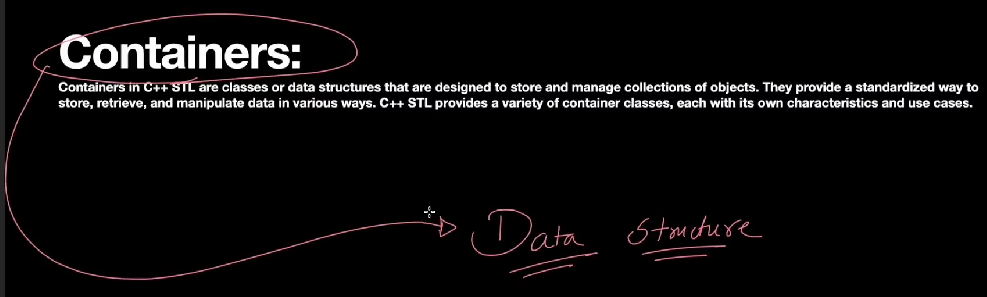 Containers:
Containers in C++ STL are classes or data structures that are designed to store and manage collections of objects. They provide a standardized way to
store, retrieve, and manipulate data in various ways. C++ STL provides a variety of container classes, each with its own characteristics and use cases.
Data Structure